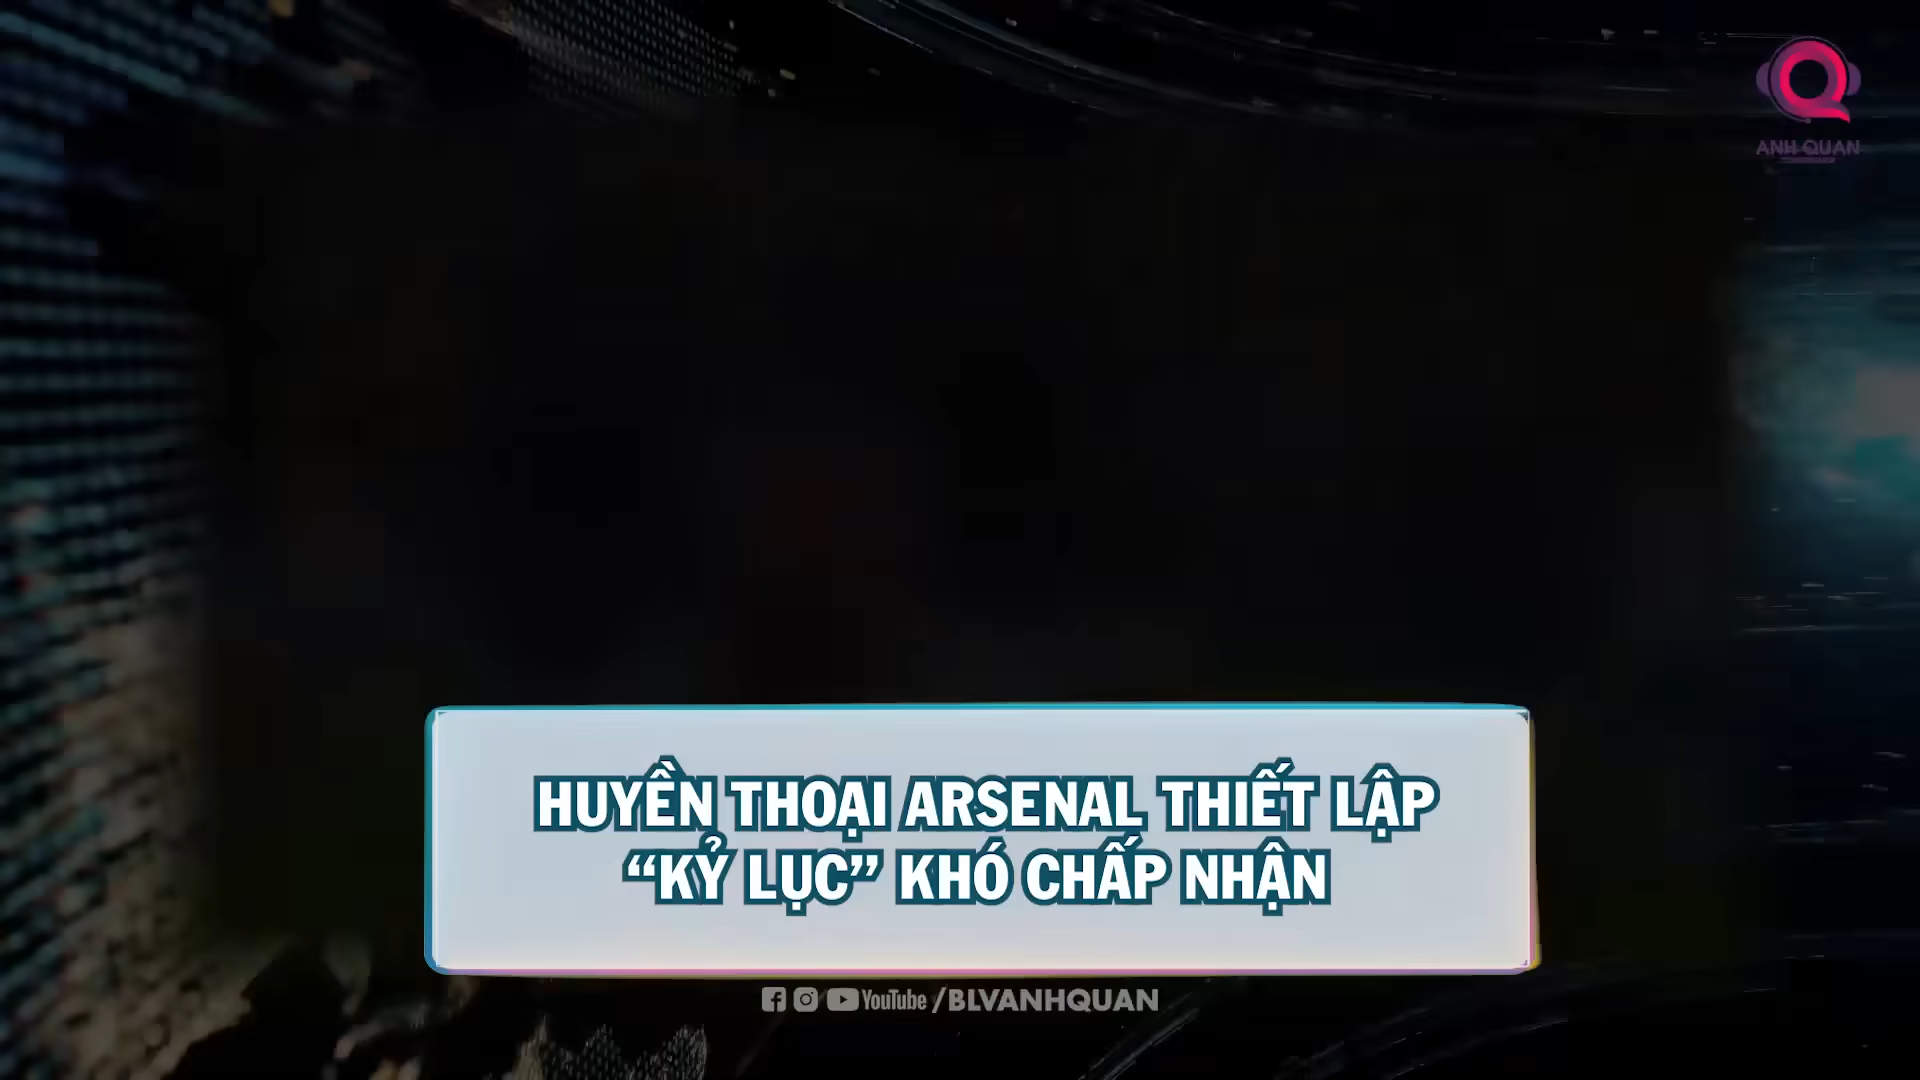 ANH QUAN
HUYỀN THOẠI ARSENAL THIẾT LẬP
“KỶ LỤC” KHÓ CHẤP NHẬN
YouTube /BLVANHQUAN